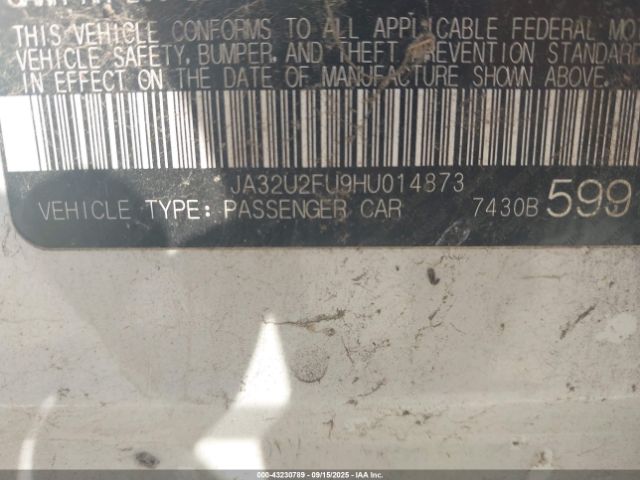 THIS VEHICLE CONFORMS TO ALL APPLICABLE FEDERAL MO
VEHICLE SAFETY, BUMPER, AND THEFT PREVENTION STANDARD
IN EFFECT ON THE DATE OF MANUFACTURE SHOWN ABOVE.
JA32U2FU9HU014873
VEHICLE TYPE: PASSENGER CAR 7430B 599
000-43230789 - 09/15/2025 - IAA Inc.